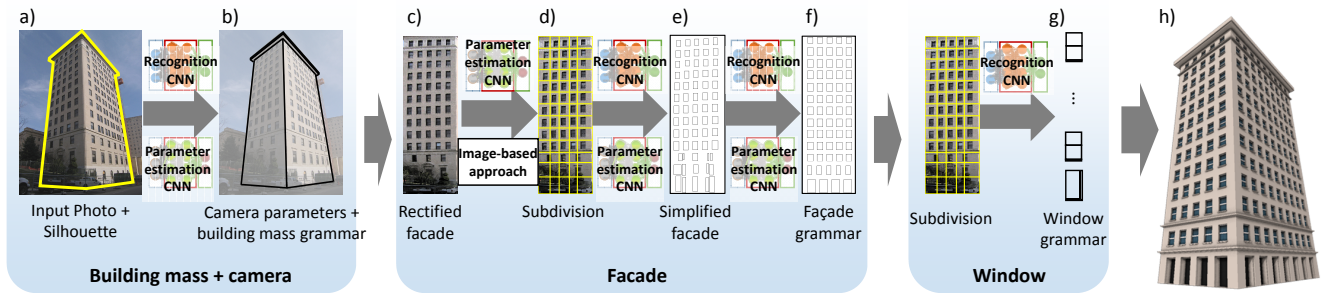 a)
b)
c)
d)
e)
f)
g)
h)
Recognition
CNN
Parameter
estimation
CNN
Input Photo +
Silhouette
Camera parameters +
building mass grammar
Building mass + camera
Parameter
estimation
CNN
Image-based
approach
Recognition
CNN
Parameter
estimation
CNN
Recognition
CNN
Parameter
estimation
CNN
Rectified
facade
Subdivision
Simplified
facade
Façade
grammar
Facade
Recognition
CNN
...
Subdivision
Window
grammar
Window